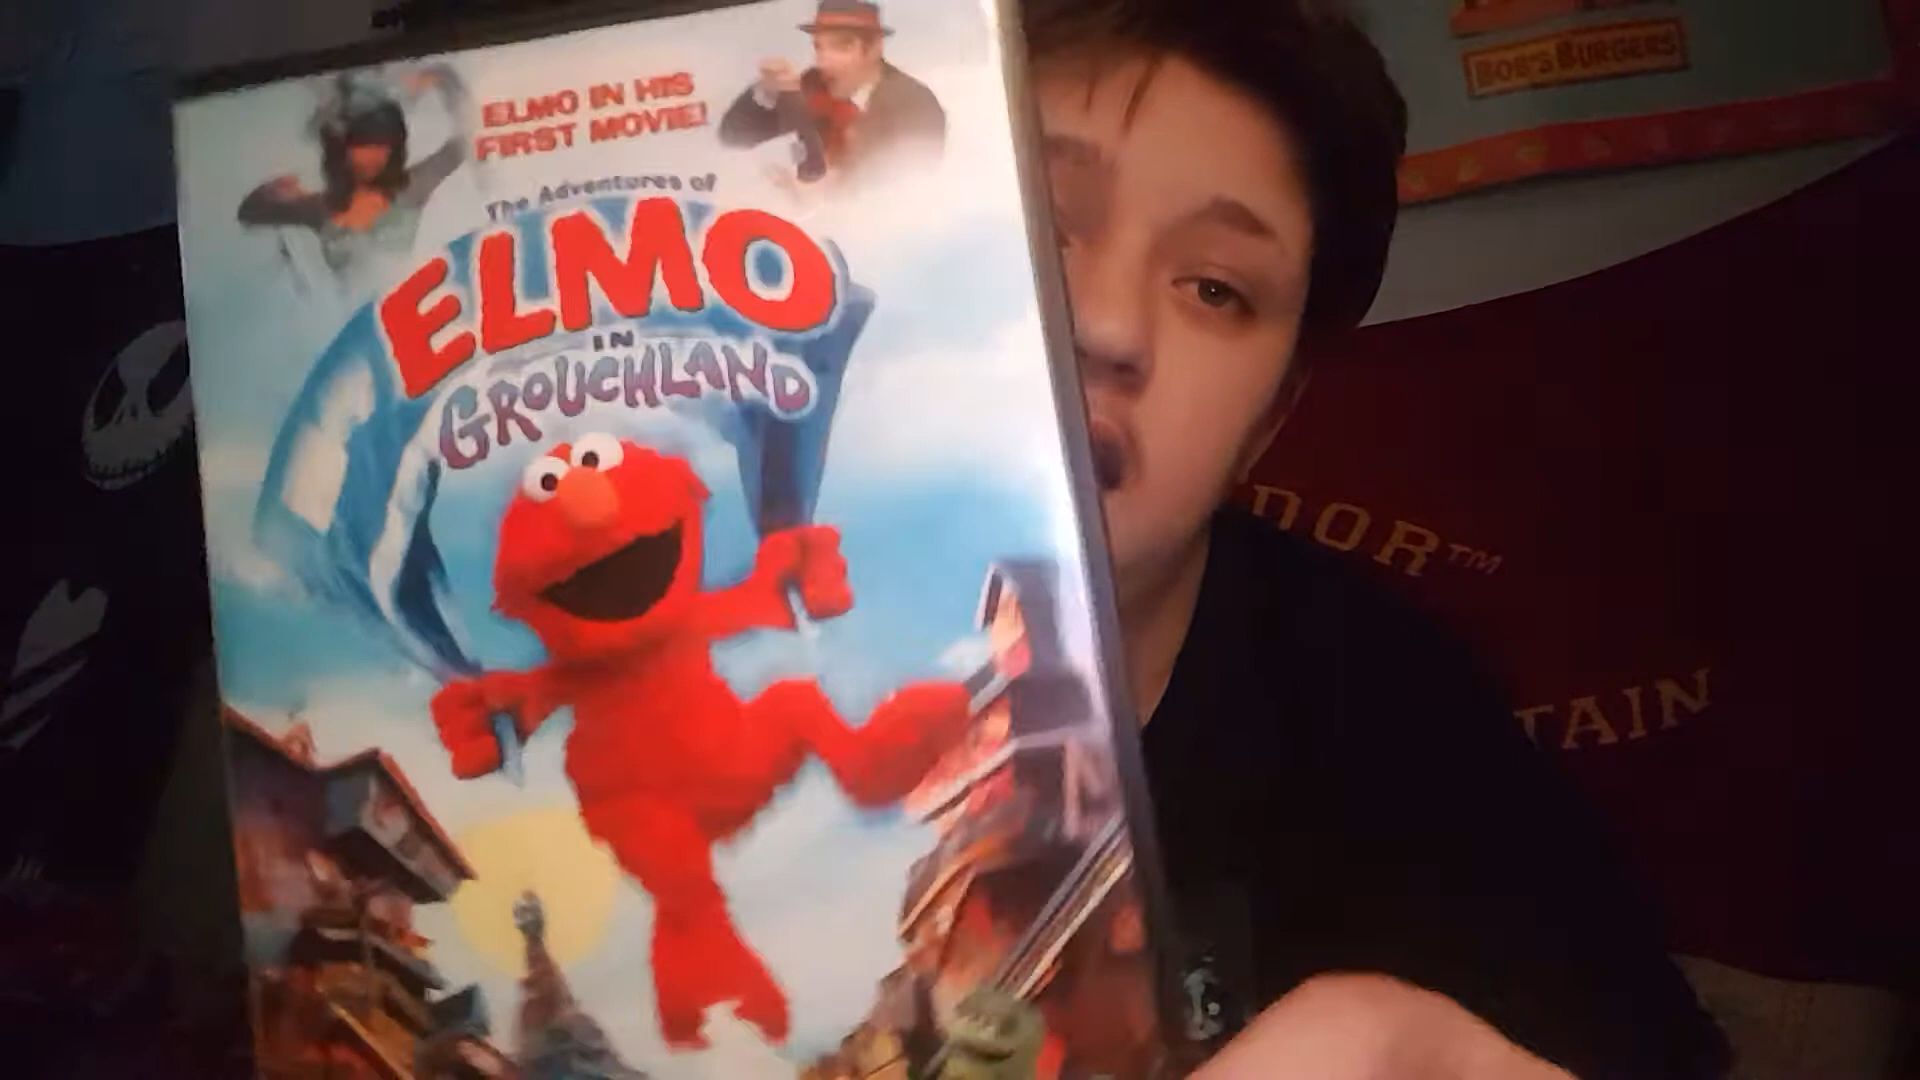 ELMO IN HIS
FIRST MOVIE!
The Adventures of
ELMO
IN
GROUCHLAND
BOB'S BURGERS
DOR™
TAIN